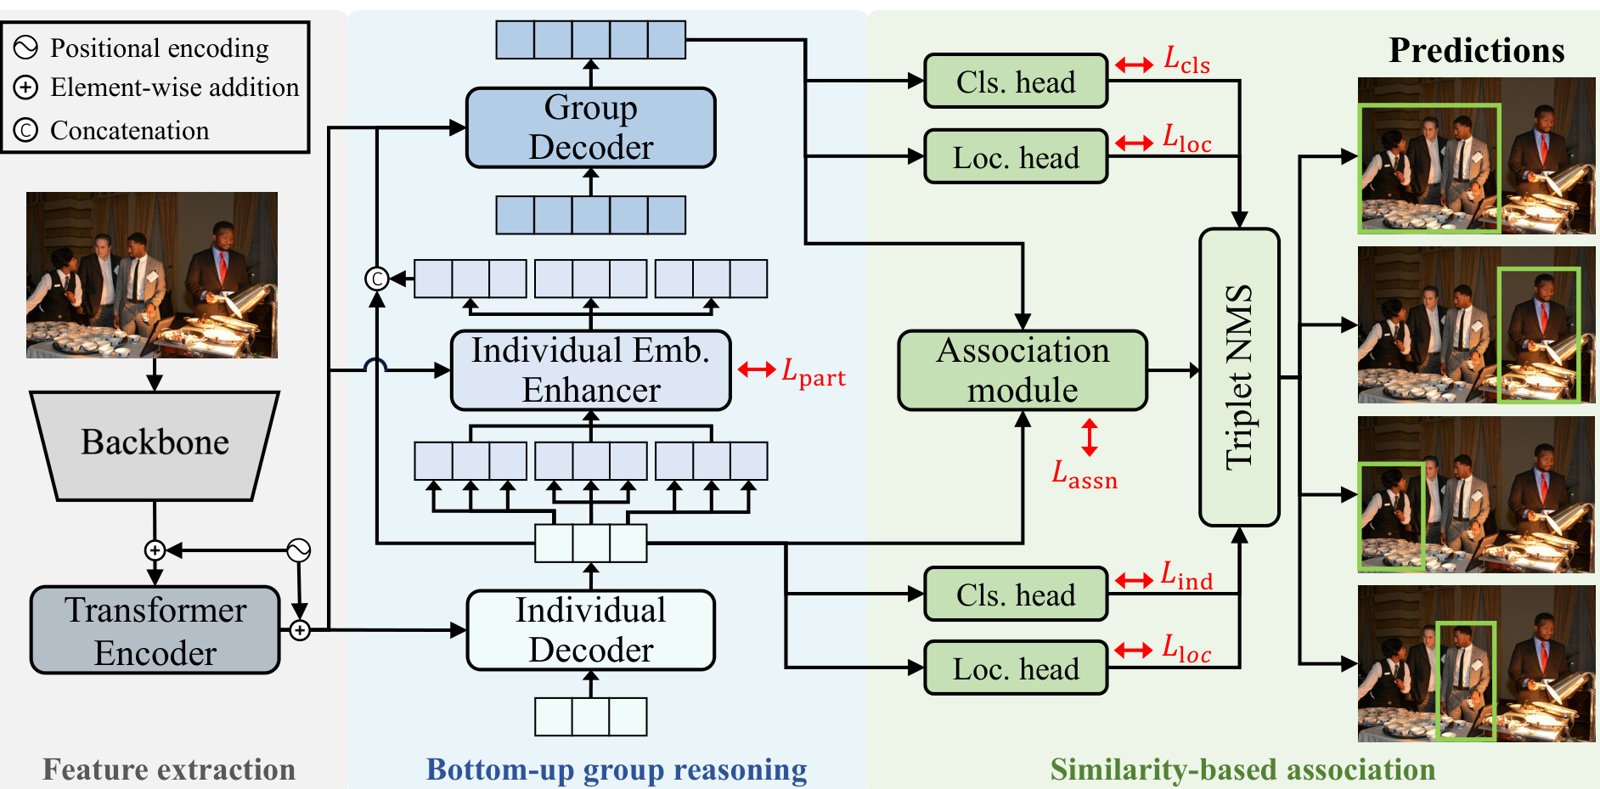 Positional encoding
Element-wise addition
C Concatenation
Backbone
Transformer
Encoder
Feature extraction
Group
Decoder
C
Individual Emb.
Enhancer
L_part
Individual
Decoder
Bottom-up group reasoning
Cls. head
L_cls
Loc. head
L_loc
Association
module
L_assn
Cls. head
L_ind
Loc. head
L_loc
Triplet NMS
Similarity-based association
Predictions